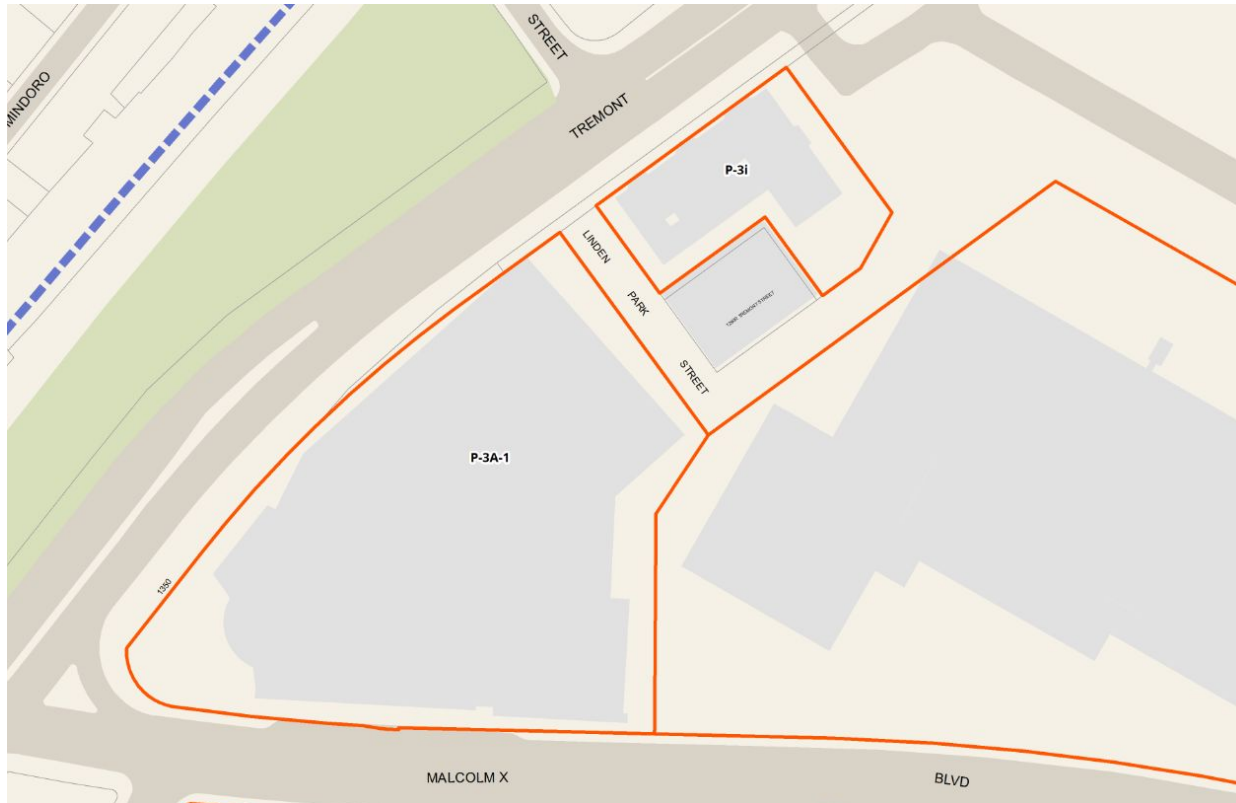 STREET
MINDORO
TREMONT
P-3i
LINDEN
PARK
STREET
P-3A-1
1350
MALCOLM X
BLVD